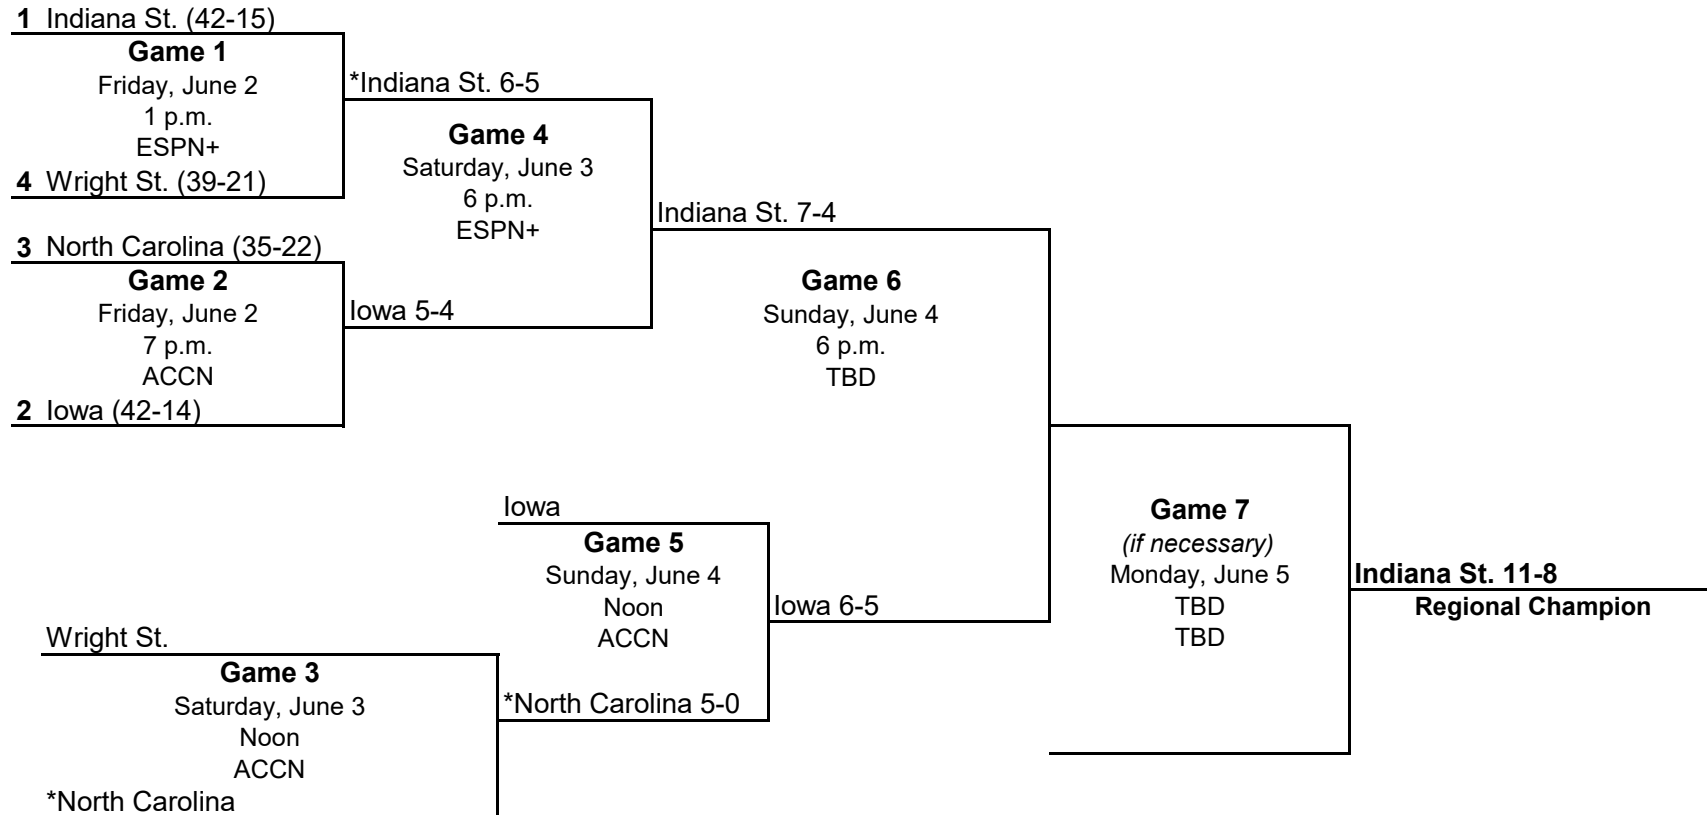 1 Indiana St. (42-15)
Game 1
Friday, June 2
1 p.m.
ESPN+
4 Wright St. (39-21)
3 North Carolina (35-22)
Game 2
Friday, June 2
7 p.m.
ACCN
2 Iowa (42-14)
*Indiana St. 6-5
Game 4
Saturday, June 3
6 p.m.
ESPN+
Iowa 5-4
Indiana St. 7-4
Game 6
Sunday, June 4
6 p.m.
TBD
Iowa
Game 5
Sunday, June 4
Noon
ACCN
*North Carolina 5-0
Iowa 6-5
Wright St.
Game 3
Saturday, June 3
Noon
ACCN
*North Carolina
Game 7
(if necessary)
Monday, June 5
TBD
TBD
Indiana St. 11-8
Regional Champion